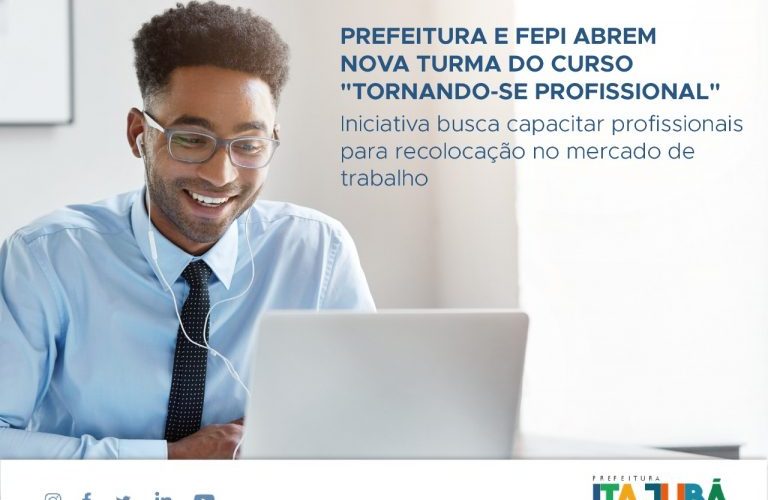 PREFEITURA E FEPI ABREM
NOVA TURMA DO CURSO
"TORNANDO-SE PROFISSIONAL"
Iniciativa busca capacitar profissionais
para recolocação no mercado de
trabalho
PREFEITURA
ITAJUBÁ